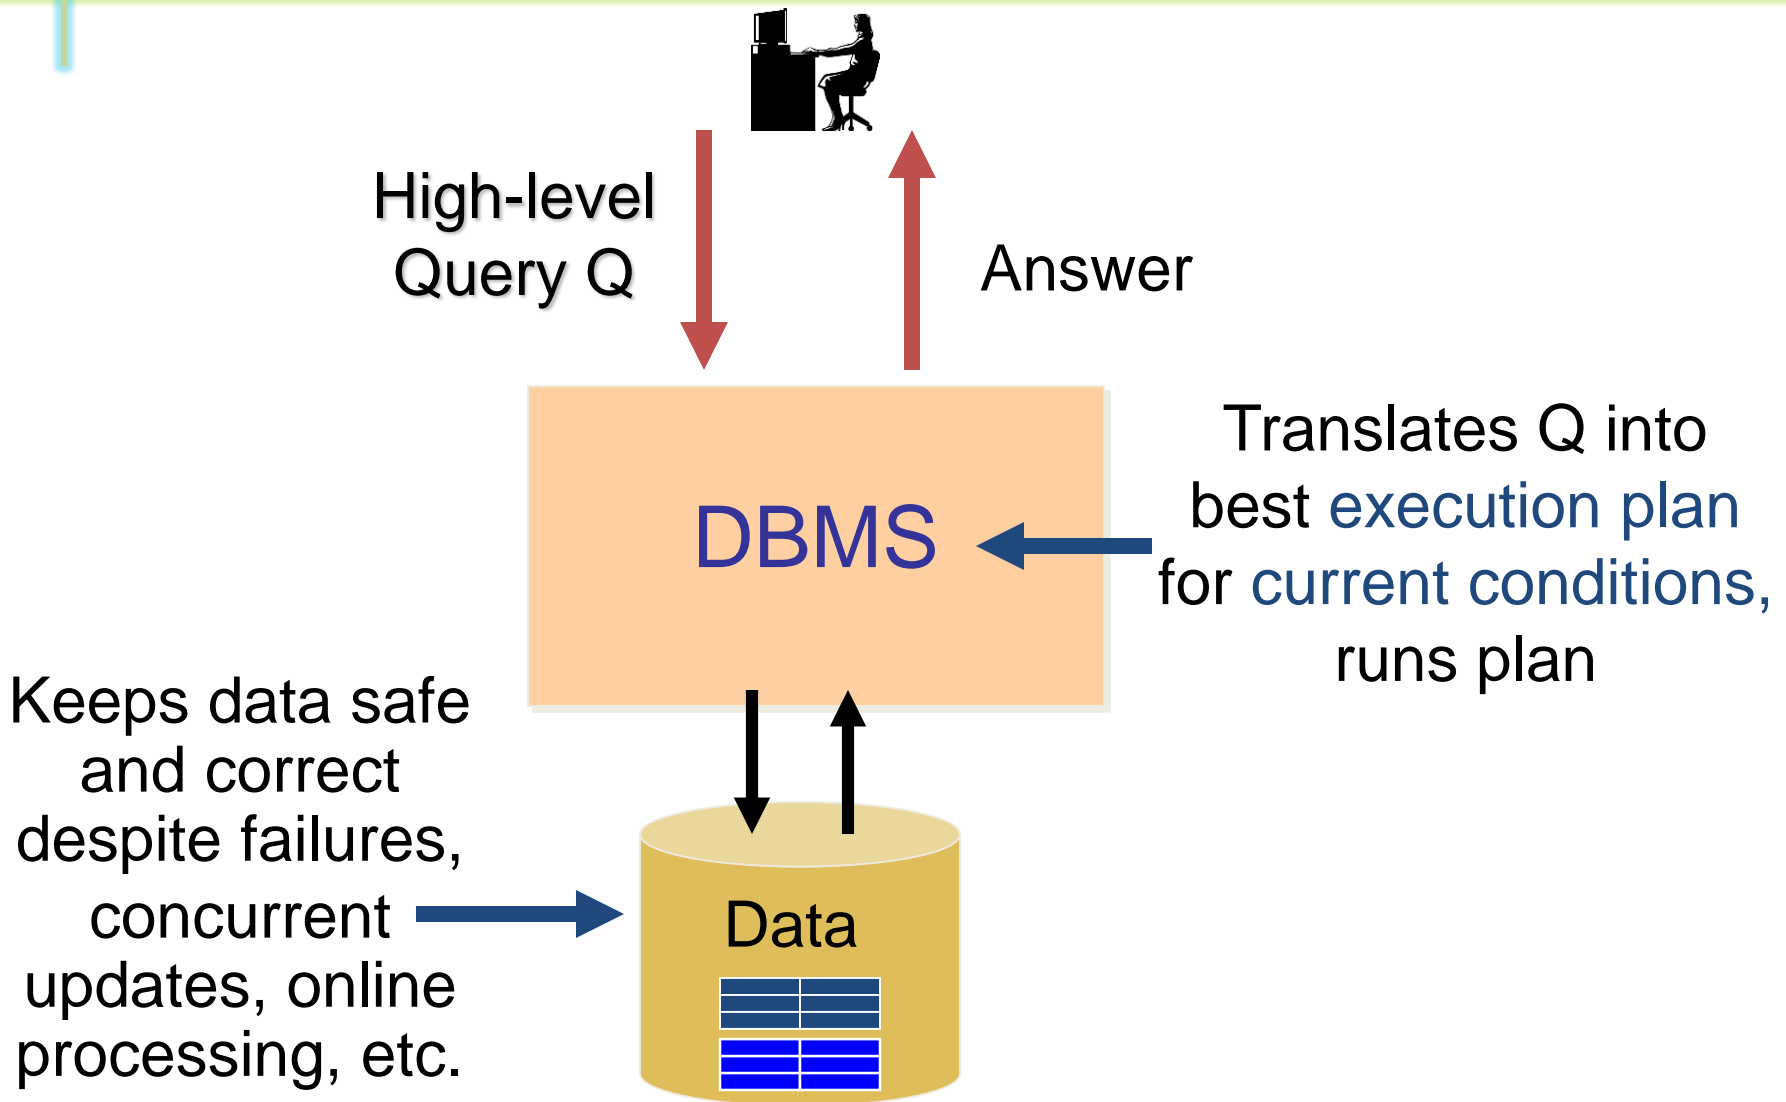 High-level
Query Q
Answer
DBMS
Translates Q into
best execution plan
for current conditions,
runs plan
Keeps data safe
and correct
despite failures,
concurrent
updates, online
processing, etc.
Data